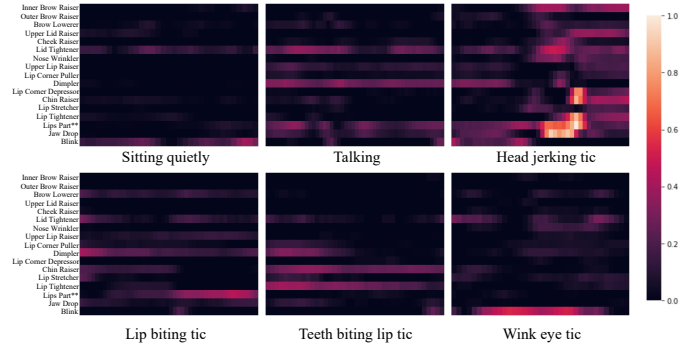 Inner Brow Raiser
Outer Brow Raiser
Brow Lowerer
Upper Lid Raiser
Cheek Raiser
Lid Tightener
Nose Wrinkler
Upper Lip Raiser
Lip Corner Puller
Dimpler
Lip Corner Depressor
Chin Raiser
Lip Stretcher
Lip Tightener
Lips Part**
Jaw Drop
Blink
Sitting quietly
Talking
Head jerking tic
1.0
0.8
0.6
0.4
0.2
0.0
Inner Brow Raiser
Outer Brow Raiser
Brow Lowerer
Upper Lid Raiser
Cheek Raiser
Lid Tightener
Nose Wrinkler
Upper Lip Raiser
Lip Corner Puller
Dimpler
Lip Corner Depressor
Chin Raiser
Lip Stretcher
Lip Tightener
Lips Part**
Jaw Drop
Blink
Lip biting tic
Teeth biting lip tic
Wink eye tic